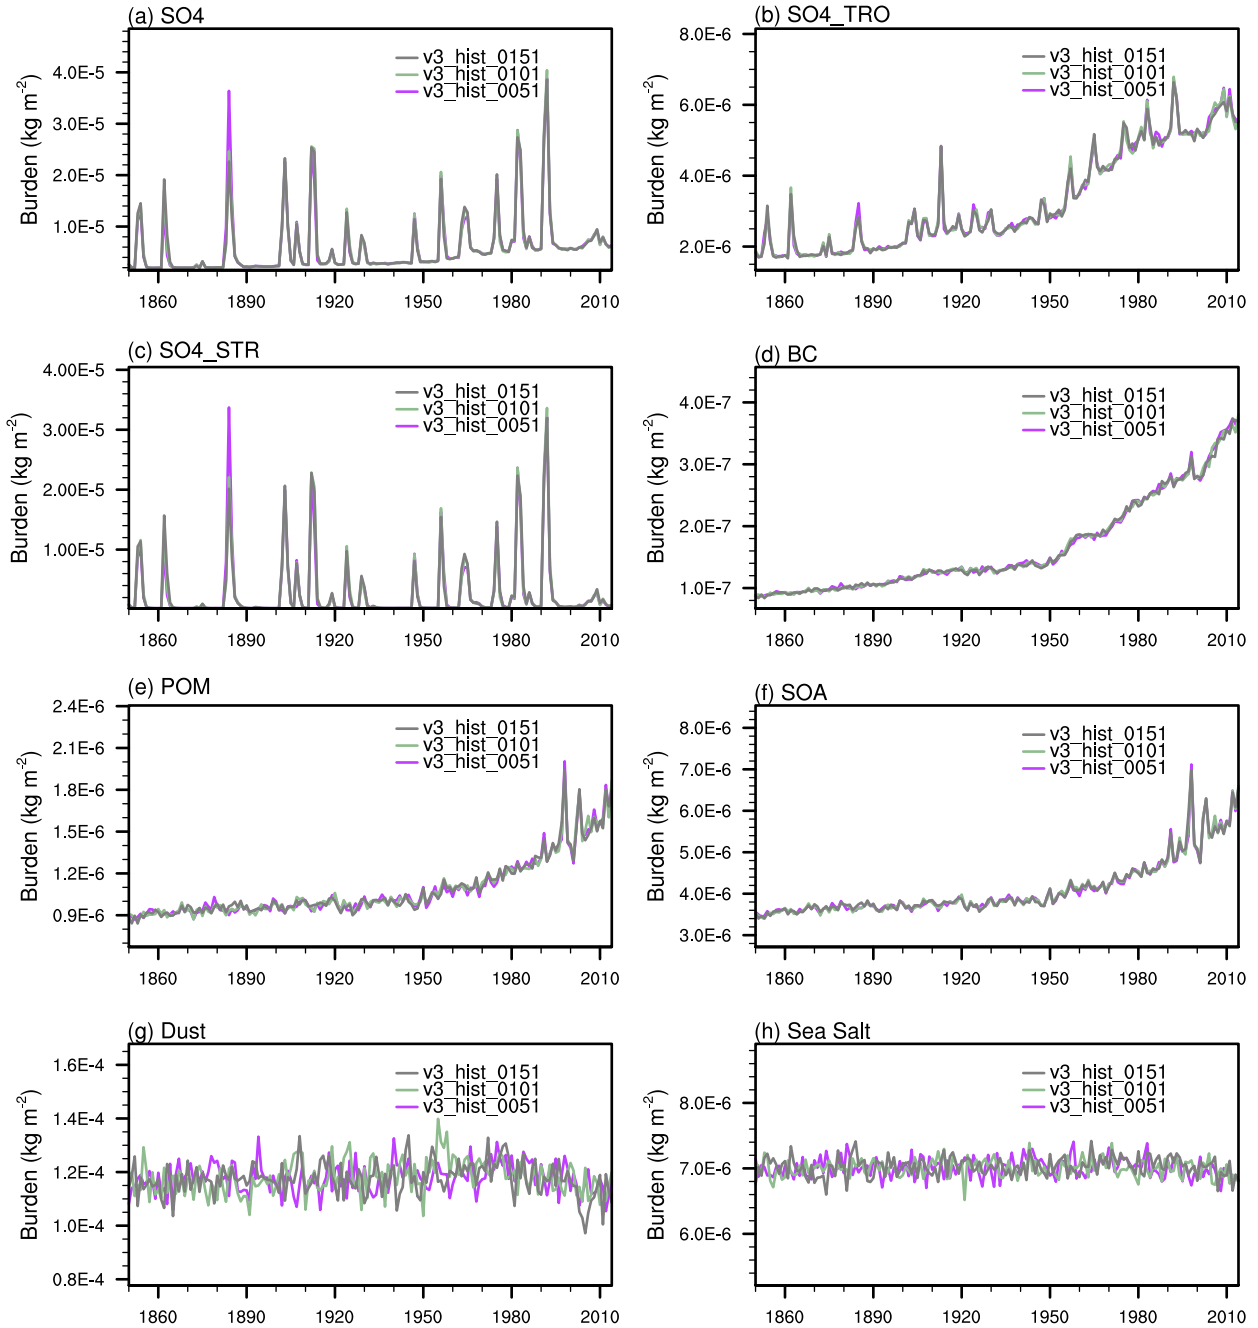 (a) SO4
Burden (kg m-2)
4.0E-5
3.0E-5
2.0E-5
1.0E-5
v3_hist_0151
v3_hist_0101
v3_hist_0051
1860 1890 1920 1950 1980 2010
(b) SO4_TRO
Burden (kg m-2)
8.0E-6
6.0E-6
4.0E-6
2.0E-6
v3_hist_0151
v3_hist_0101
v3_hist_0051
1860 1890 1920 1950 1980 2010
(c) SO4_STR
Burden (kg m-2)
4.00E-5
3.00E-5
2.00E-5
1.00E-5
v3_hist_0151
v3_hist_0101
v3_hist_0051
1860 1890 1920 1950 1980 2010
(d) BC
Burden (kg m-2)
4.0E-7
3.0E-7
2.0E-7
1.0E-7
v3_hist_0151
v3_hist_0101
v3_hist_0051
1860 1890 1920 1950 1980 2010
(e) POM
Burden (kg m-2)
2.4E-6
2.1E-6
1.8E-6
1.5E-6
1.2E-6
0.9E-6
v3_hist_0151
v3_hist_0101
v3_hist_0051
1860 1890 1920 1950 1980 2010
(f) SOA
Burden (kg m-2)
8.0E-6
7.0E-6
6.0E-6
5.0E-6
4.0E-6
3.0E-6
v3_hist_0151
v3_hist_0101
v3_hist_0051
1860 1890 1920 1950 1980 2010
(g) Dust
Burden (kg m-2)
1.6E-4
1.4E-4
1.2E-4
1.0E-4
0.8E-4
v3_hist_0151
v3_hist_0101
v3_hist_0051
1860 1890 1920 1950 1980 2010
(h) Sea Salt
Burden (kg m-2)
8.0E-6
7.0E-6
6.0E-6
v3_hist_0151
v3_hist_0101
v3_hist_0051
1860 1890 1920 1950 1980 2010